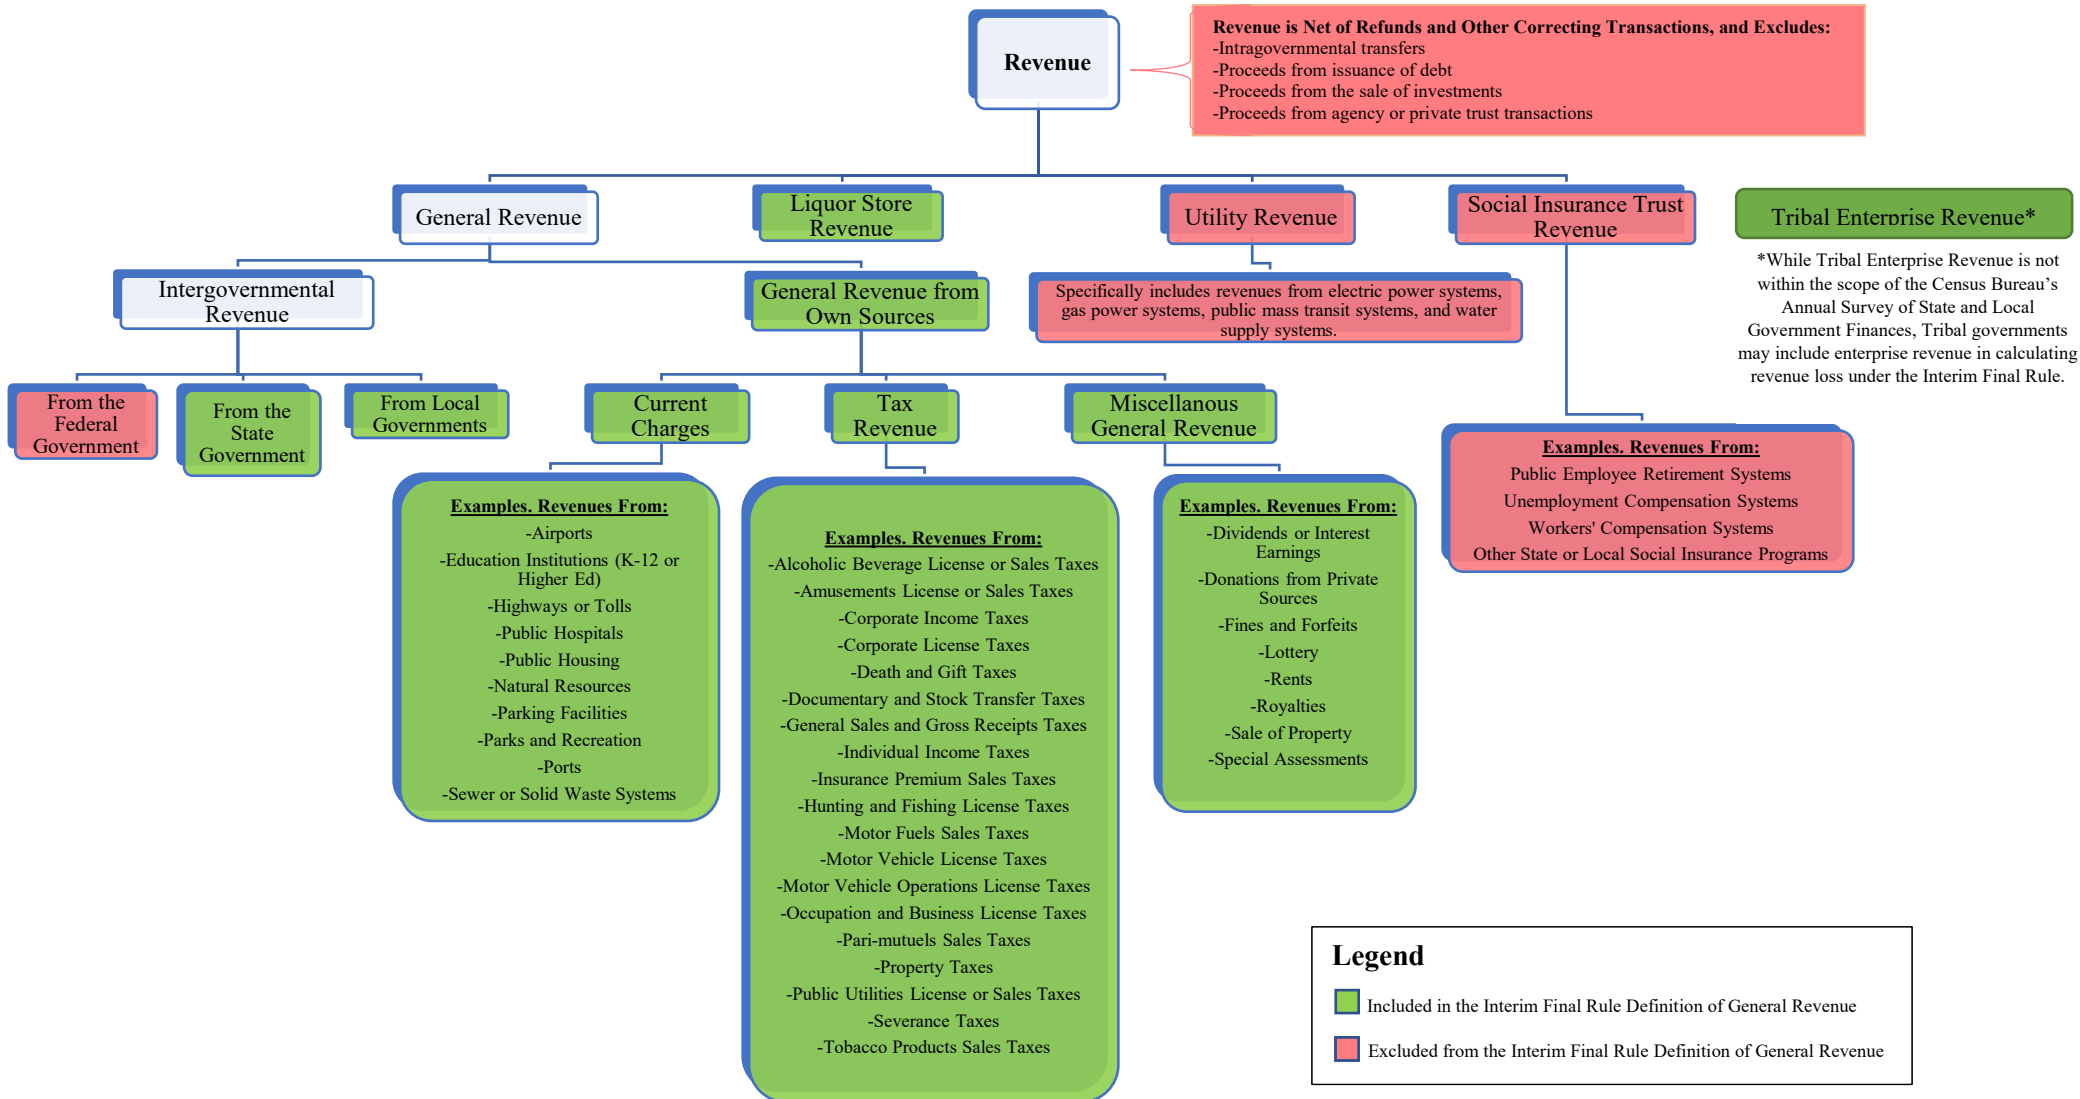 Revenue
Revenue is Net of Refunds and Other Correcting Transactions, and Excludes:
-Intragovernmental transfers
-Proceeds from issuance of debt
-Proceeds from the sale of investments
-Proceeds from agency or private trust transactions
General Revenue
Liquor Store
Revenue
Utility Revenue
Social Insurance Trust
Revenue
Tribal Enterprise Revenue*
*While Tribal Enterprise Revenue is not
within the scope of the Census Bureau's
Annual Survey of State and Local
Government Finances, Tribal governments
may include enterprise revenue in calculating
revenue loss under the Interim Final Rule.
Intergovernmental
Revenue
General Revenue from
Own Sources
Specifically includes revenues from electric power systems,
gas power systems, public mass transit systems, and water
supply systems.
From the
Federal
Government
From the
State
Government
From Local
Governments
Current
Charges
Tax
Revenue
Miscellanous
General Revenue
Examples. Revenues From:
-Airports
-Education Institutions (K-12 or
Higher Ed)
-Highways or Tolls
-Public Hospitals
-Public Housing
-Natural Resources
-Parking Facilities
-Parks and Recreation
-Ports
-Sewer or Solid Waste Systems
Examples. Revenues From:
-Alcoholic Beverage License or Sales Taxes
-Amusements License or Sales Taxes
-Corporate Income Taxes
-Corporate License Taxes
-Death and Gift Taxes
-Documentary and Stock Transfer Taxes
-General Sales and Gross Receipts Taxes
-Individual Income Taxes
-Insurance Premium Sales Taxes
-Hunting and Fishing License Taxes
-Motor Fuels Sales Taxes
-Motor Vehicle License Taxes
-Motor Vehicle Operations License Taxes
-Occupation and Business License Taxes
-Pari-mutuels Sales Taxes
-Property Taxes
-Public Utilities License or Sales Taxes
-Severance Taxes
-Tobacco Products Sales Taxes
Examples. Revenues From:
-Dividends or Interest
Earnings
-Donations from Private
Sources
-Fines and Forfeits
-Lottery
-Rents
-Royalties
-Sale of Property
-Special Assessments
Examples. Revenues From:
Public Employee Retirement Systems
Unemployment Compensation Systems
Workers' Compensation Systems
Other State or Local Social Insurance Programs
Legend
Included in the Interim Final Rule Definition of General Revenue
Excluded from the Interim Final Rule Definition of General Revenue